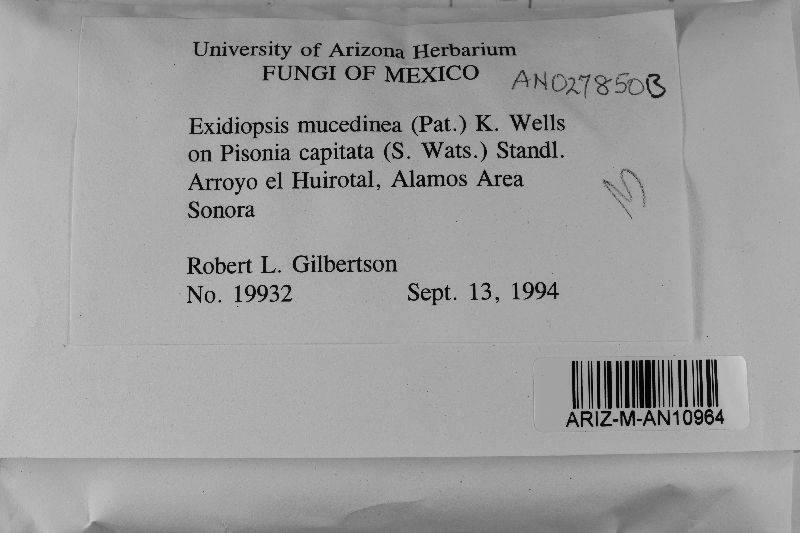 University of Arizona Herbarium
FUNGI OF MEXICO
AN027850B
Exidiopsis mucedinea (Pat.) K. Wells
on Pisonia capitata (S. Wats.) Standl.
Arroyo el Huirotal, Alamos Area
Sonora
Robert L. Gilbertson
No. 19932 Sept. 13, 1994
ARIZ-M-AN10964